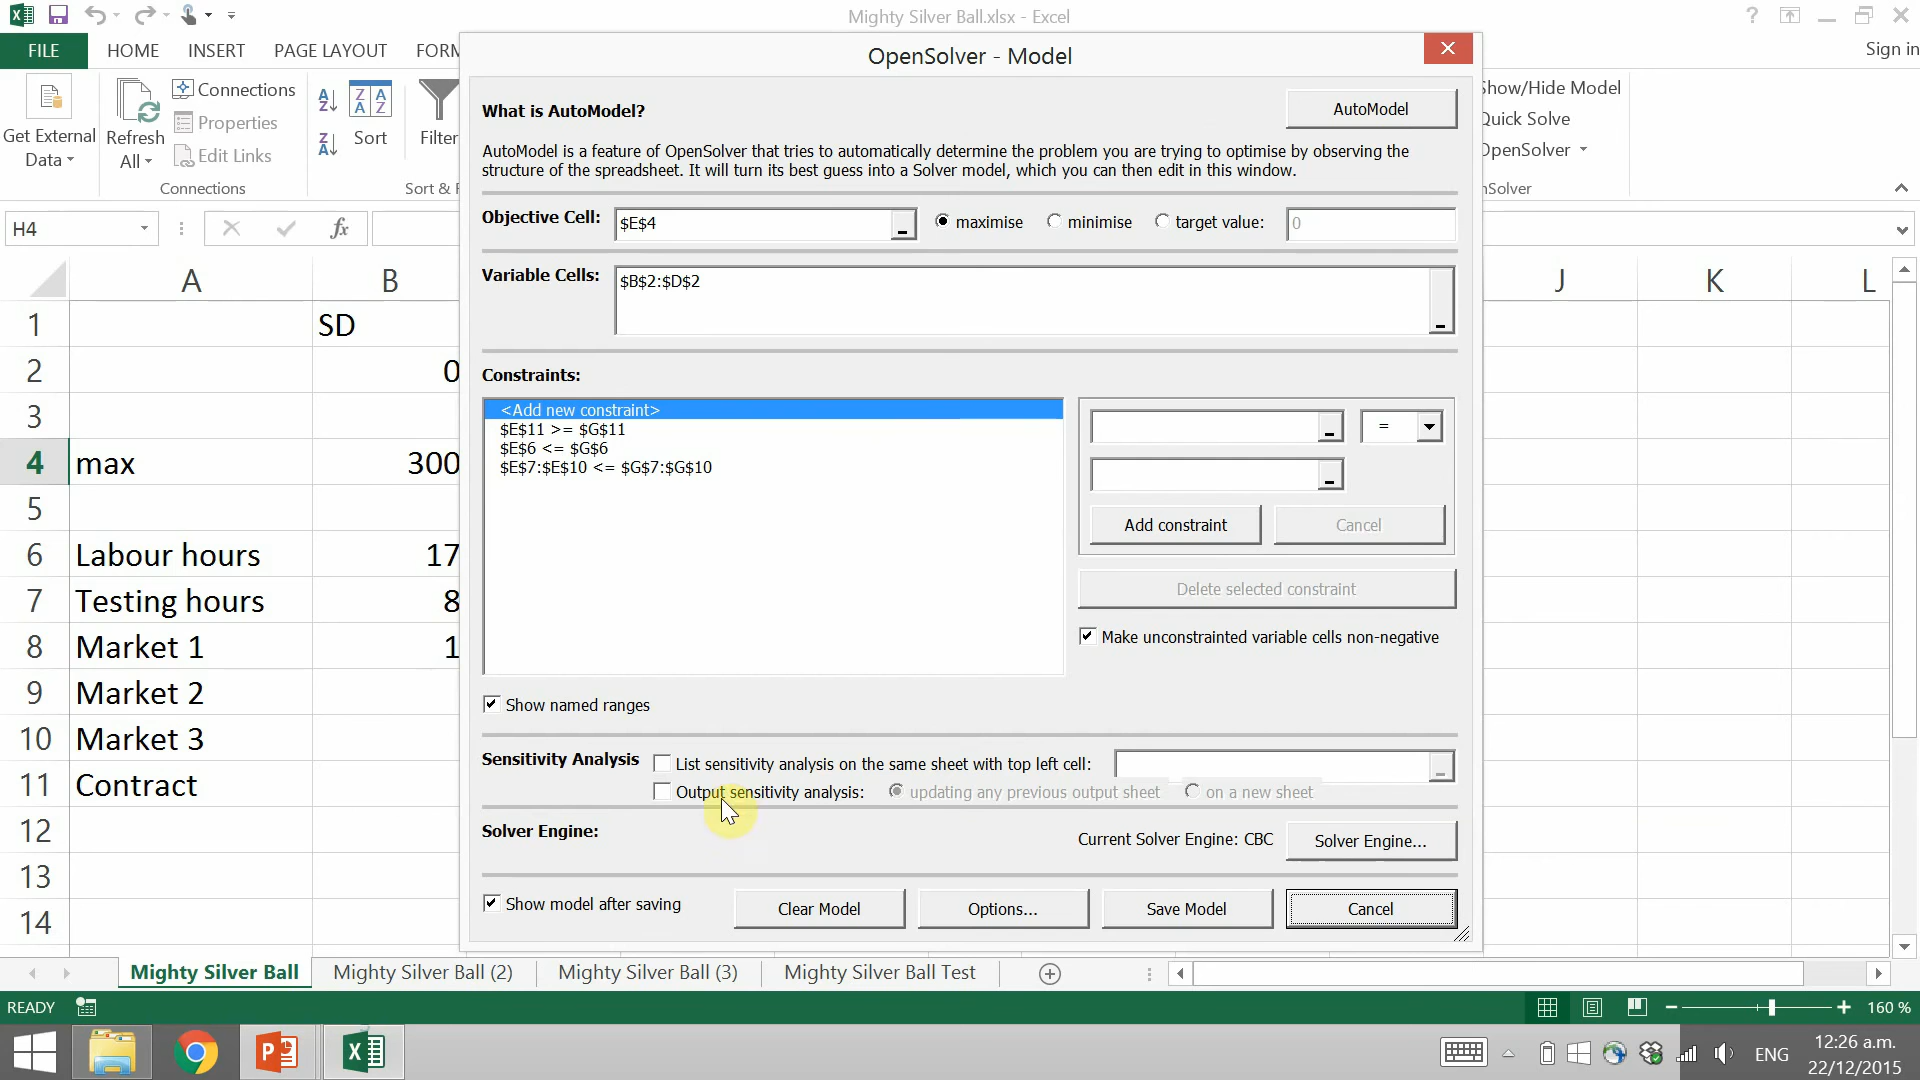 Mighty Silver Ball.xlsx - Excel
?
Sign in
FILE
HOME
INSERT
PAGE LAYOUT
FORM
Get External
Data
Refresh
All
Connections
Properties
Edit Links
Connections
A
Z
Z
A
Z A
A Z
Sort
Filter
Sort & F
Show/Hide Model
Quick Solve
OpenSolver
nSolver
H4
fx
OpenSolver - Model
What is AutoModel?
AutoModel
AutoModel is a feature of OpenSolver that tries to automatically determine the problem you are trying to optimise by observing the
structure of the spreadsheet. It will turn its best guess into a Solver model, which you can then edit in this window.
Objective Cell:
$E$4
maximise
minimise
target value:
0
Variable Cells:
$B$2:$D$2
Constraints:
<Add new constraint>
$E$11 >= $G$11
$E$6 <= $G$6
$E$7:$E$10 <= $G$7:$G$10
=
Add constraint
Cancel
Delete selected constraint
Make unconstrainted variable cells non-negative
Show named ranges
Sensitivity Analysis
List sensitivity analysis on the same sheet with top left cell:
Output sensitivity analysis:
updating any previous output sheet
on a new sheet
Solver Engine:
Current Solver Engine: CBC
Solver Engine...
Show model after saving
Clear Model
Options...
Save Model
Cancel
A
B
J
K
L
1
SD
2
0
3
4
max
300
5
6
Labour hours
17
7
Testing hours
8
8
Market 1
1
9
Market 2
10
Market 3
11
Contract
12
13
14
Mighty Silver Ball
Mighty Silver Ball (2)
Mighty Silver Ball (3)
Mighty Silver Ball Test
READY
160 %
ENG
12:26 a.m.
22/12/2015